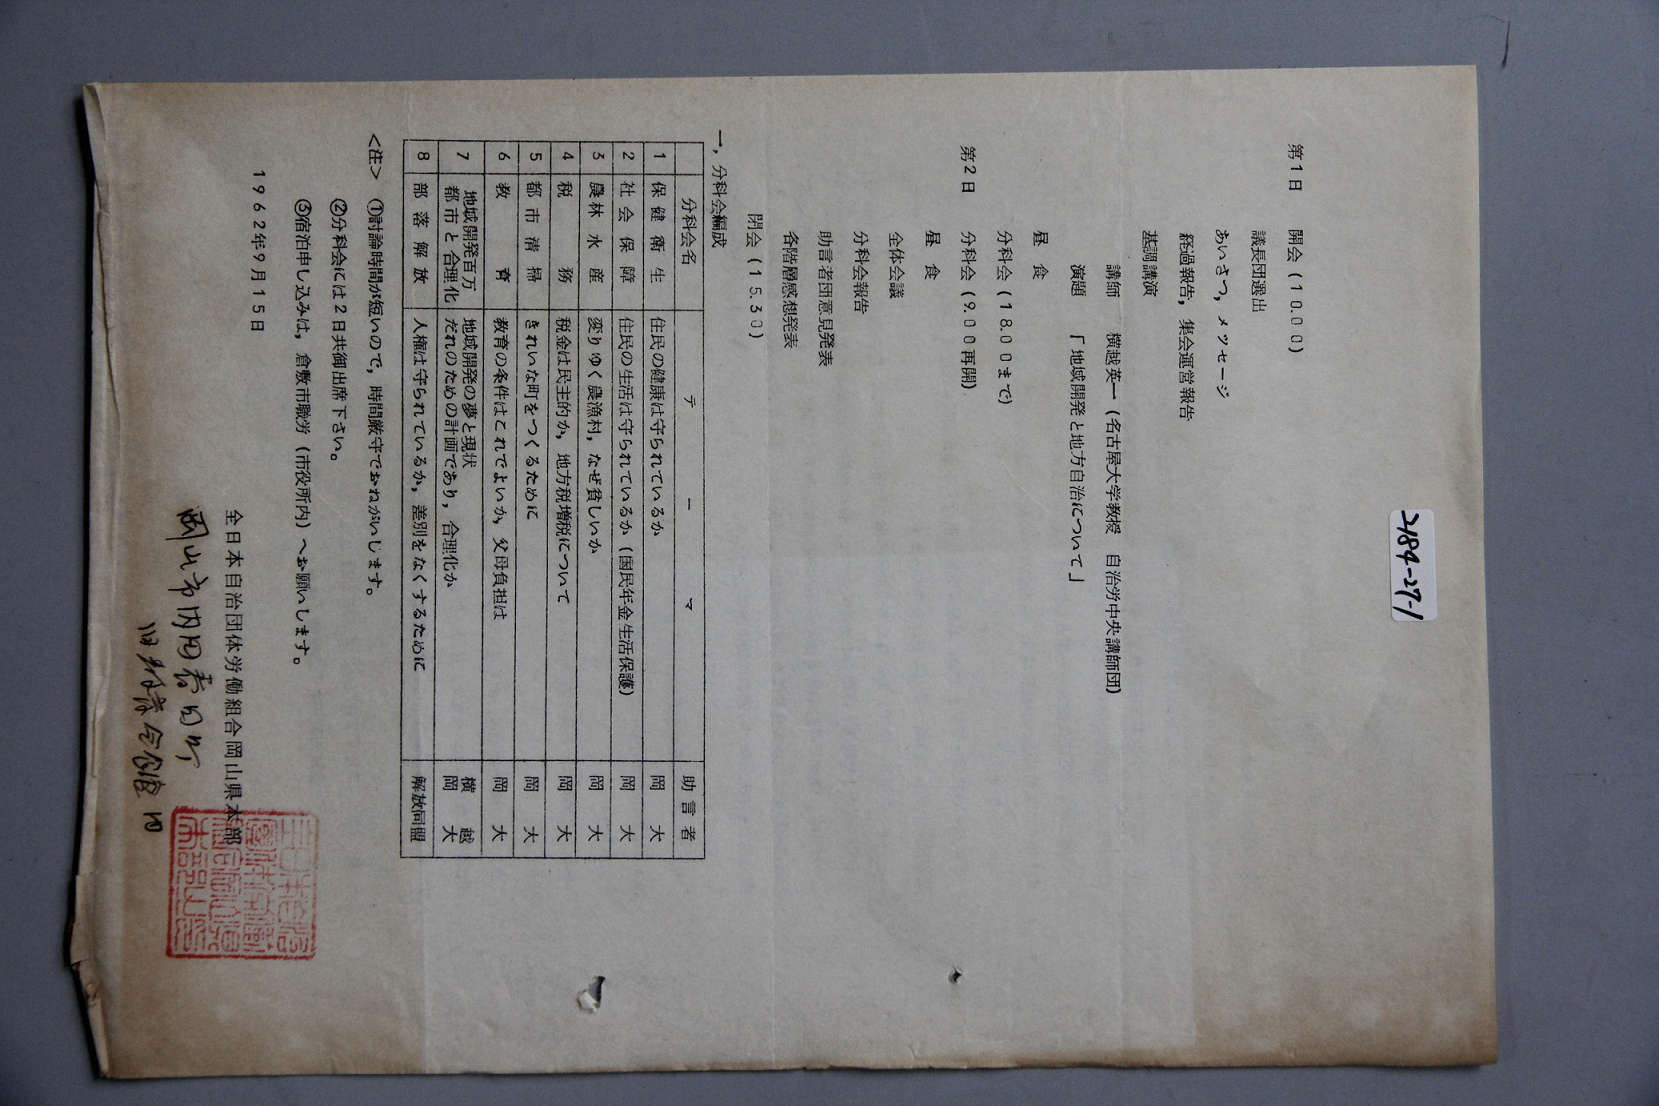 2189-27-1
第1日　開会（10.00）
議長団選出
あいさつ，メッセージ
経過報告，集会運営報告
基調講演
講師　横越英一（名古屋大学教授　自治労中央講師団）
演題　「地域開発と地方自治について」
昼　食
分科会（18.00まで）
第2日　分科会（9.00再開）
昼　食
全体会議
分科会報告
助言者団意見発表
各階層感想発表
閉会（15.30）
一，分科会編成
分科会名　テーマ　助言者
1　保健衛生　住民の健康は守られているか　岡大
2　社会保障　住民の生活は守られているか（国民年金生活保護）　岡大
3　農林水産　変りゆく農漁村，なぜ貧しいか　岡大
4　税務　税金は民主的か，地方税増税について　岡大
5　都市清掃　きれいな町をつくるために　岡大
6　教育　教育の条件はこれでよいか，父母負担は　岡大
7　地域開発百万　地域開発の夢と現状　横越
都市と合理化　だれのための計画であり，合理化か　岡大
8　部落解放　人権は守られているか，差別をなくするために　解放同盟
<注>　①討論時間が短いので，時間厳守でおねがいします。
②分科会には2日共御出席下さい。
③宿泊申し込みは，倉敷市職労（市役所内）へお願いします。
1962年9月15日
全日本自治団体労働組合岡山県本部
岡山市内田春日町